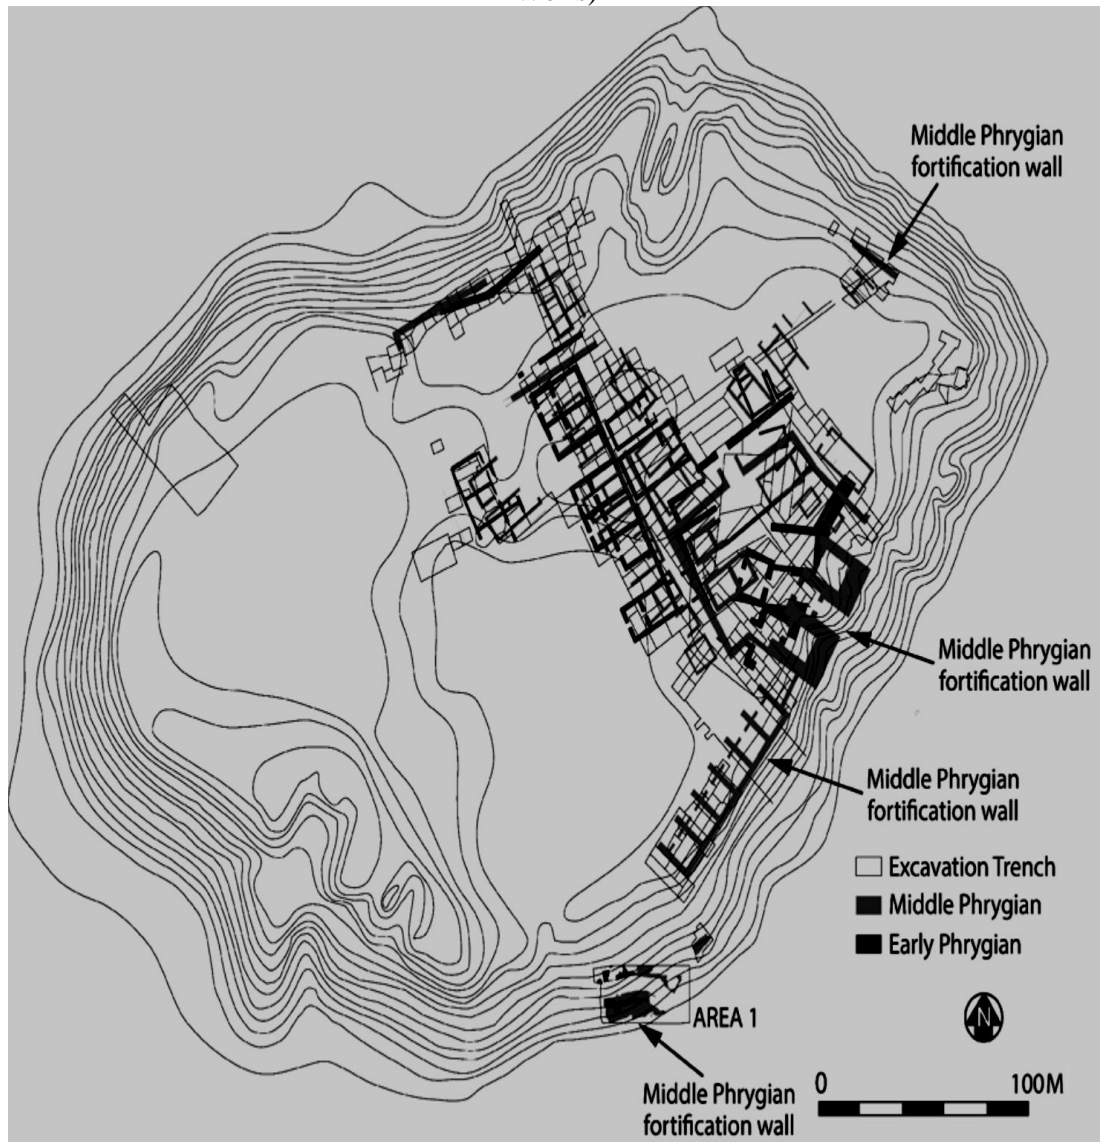 Middle Phrygian
fortification wall
Middle Phrygian
fortification wall
Middle Phrygian
fortification wall
Excavation Trench
Middle Phrygian
Early Phrygian
N
AREA 1
0 100M
Middle Phrygian
fortification wall